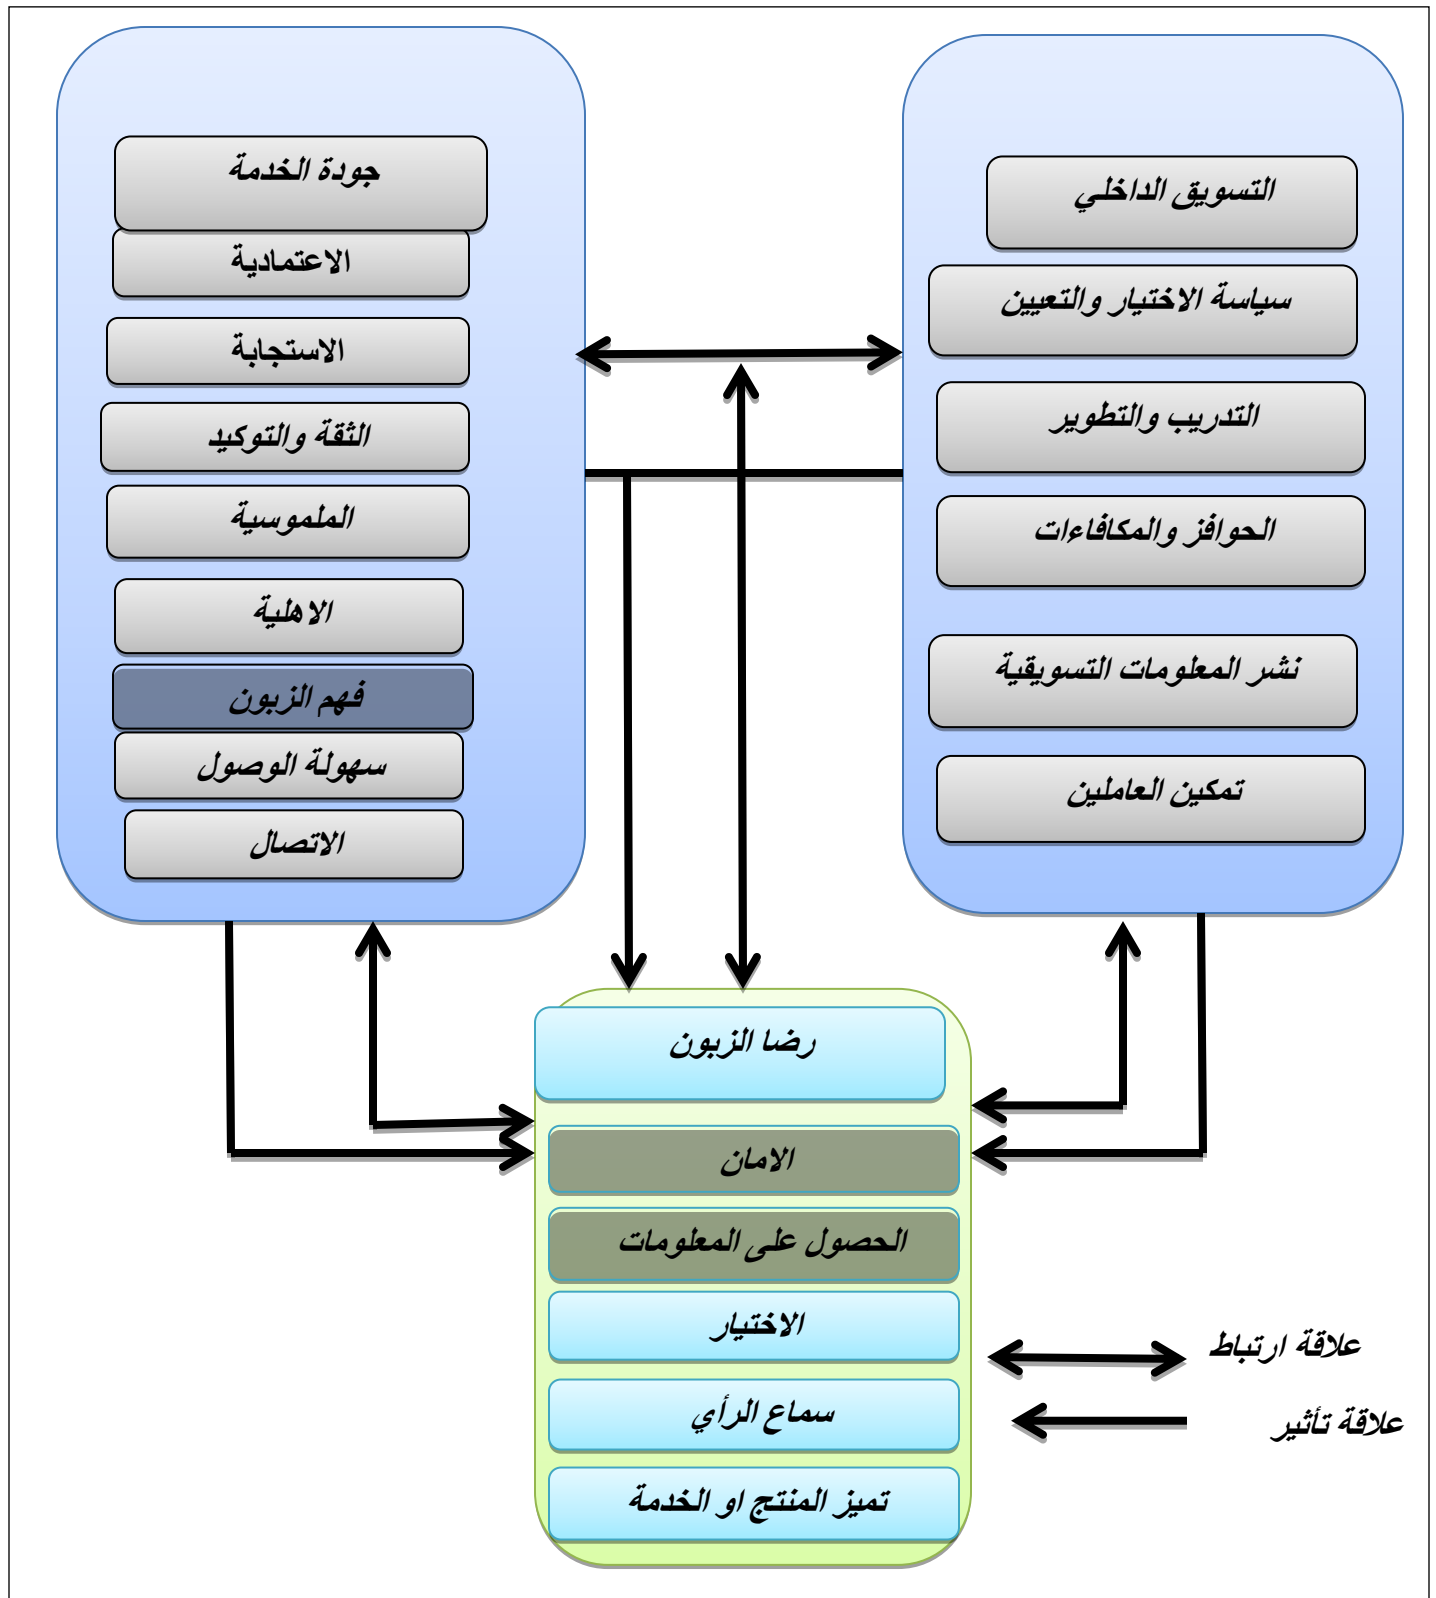 التسويق الداخلي
سياسة الاختيار والتعيين
التدريب والتطوير
الحوافز والمكافاءات
نشر المعلومات التسويقية
تمكين العاملين
جودة الخدمة
الاعتمادية
الاستجابة
الثقة والتوكيد
الملموسية
الاهلية
فهم الزبون
سهولة الوصول
الاتصال
رضا الزبون
الامان
الحصول على المعلومات
الاختيار
سماع الرأي
تميز المنتج او الخدمة
علاقة ارتباط
علاقة تأثير